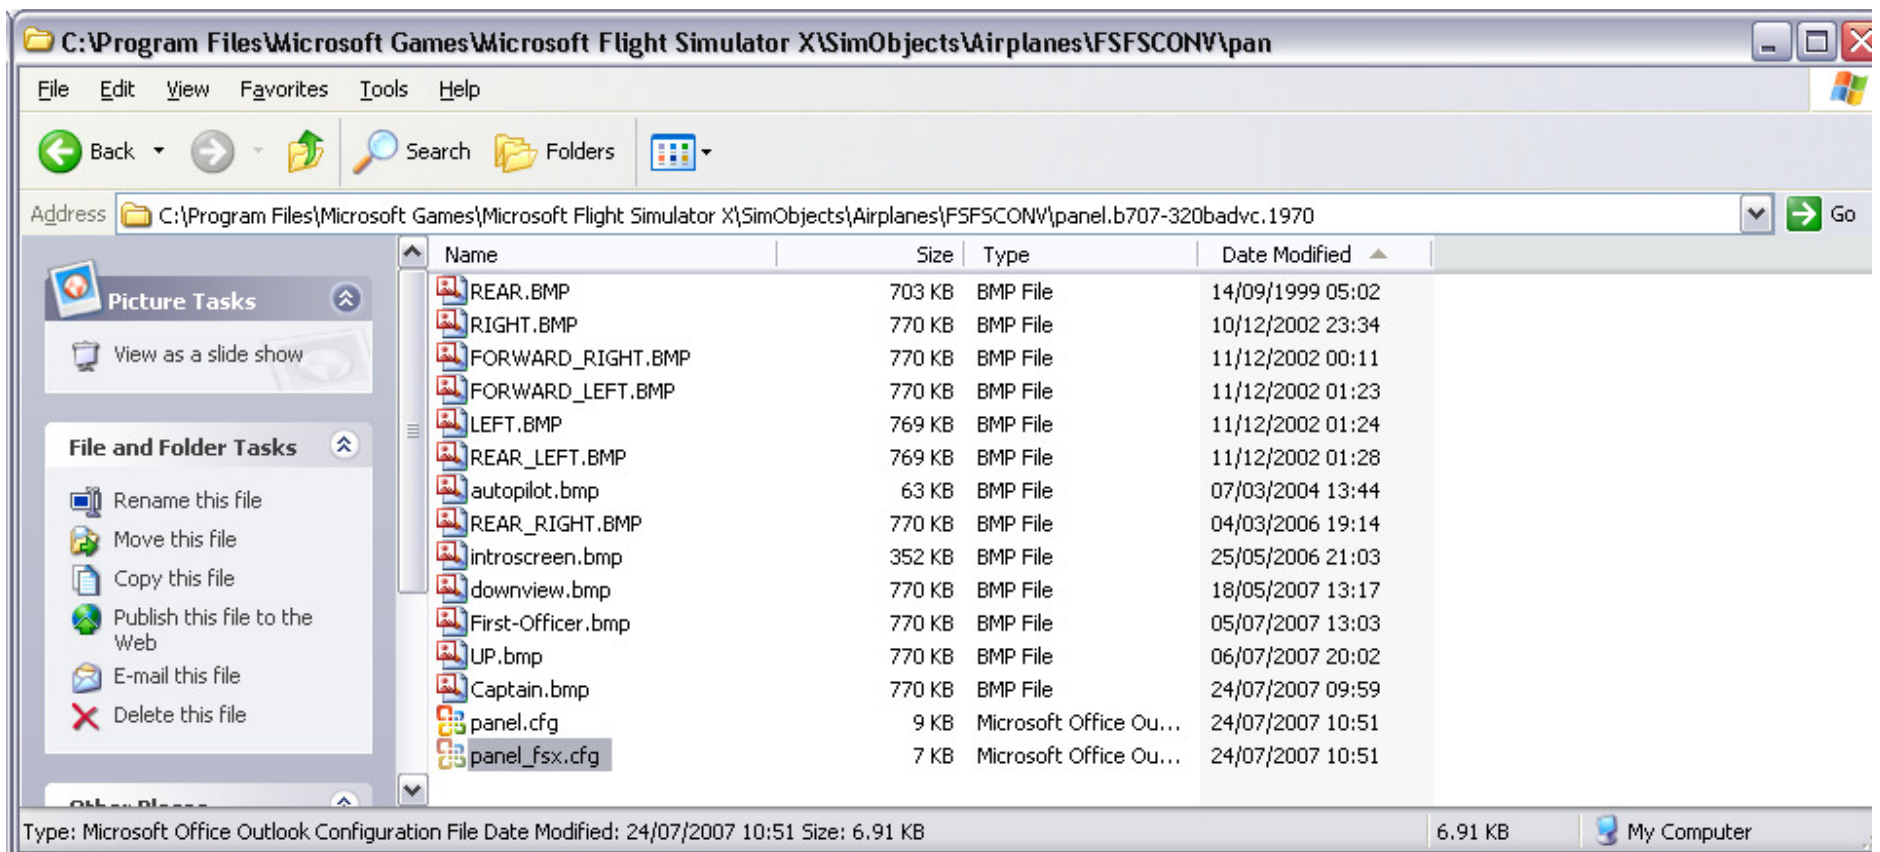 C:\Program Files\Microsoft Games\Microsoft Flight Simulator X\SimObjects\Airplanes\FSFSCONV\pan
File Edit View Favorites Tools Help
Back Search Folders
Address C:\Program Files\Microsoft Games\Microsoft Flight Simulator X\SimObjects\Airplanes\FSFSCONV\panel.b707-320badvc.1970 Go
Picture Tasks
View as a slide show
File and Folder Tasks
Rename this file
Move this file
Copy this file
Publish this file to the
Web
E-mail this file
Delete this file
Name Size Type Date Modified
REAR.BMP 703 KB BMP File 14/09/1999 05:02
RIGHT.BMP 770 KB BMP File 10/12/2002 23:34
FORWARD_RIGHT.BMP 770 KB BMP File 11/12/2002 00:11
FORWARD_LEFT.BMP 770 KB BMP File 11/12/2002 01:23
LEFT.BMP 769 KB BMP File 11/12/2002 01:24
REAR_LEFT.BMP 769 KB BMP File 11/12/2002 01:28
autopilot.bmp 63 KB BMP File 07/03/2004 13:44
REAR_RIGHT.BMP 770 KB BMP File 04/03/2006 19:14
introscreen.bmp 352 KB BMP File 25/05/2006 21:03
downview.bmp 770 KB BMP File 18/05/2007 13:17
First-Officer.bmp 770 KB BMP File 05/07/2007 13:03
UP.bmp 770 KB BMP File 06/07/2007 20:02
Captain.bmp 770 KB BMP File 24/07/2007 09:59
panel.cfg 9 KB Microsoft Office Ou... 24/07/2007 10:51
panel_fsx.cfg 7 KB Microsoft Office Ou... 24/07/2007 10:51
Type: Microsoft Office Outlook Configuration File Date Modified: 24/07/2007 10:51 Size: 6.91 KB 6.91 KB My Computer